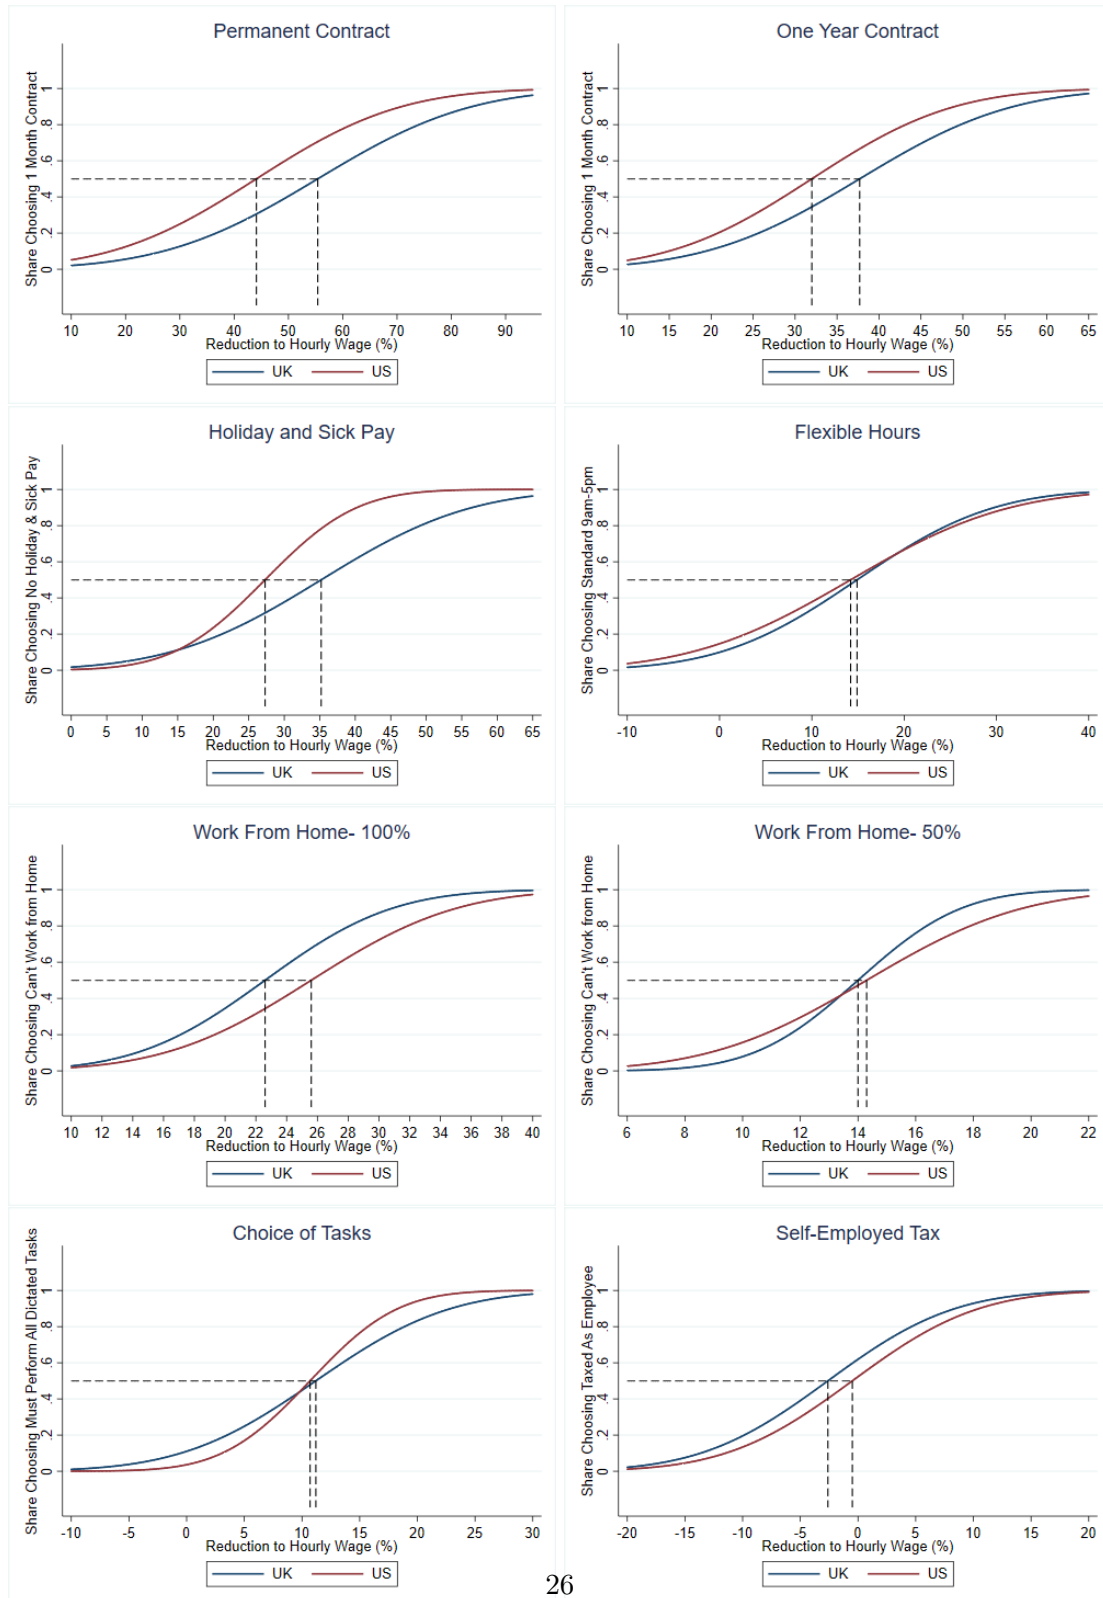 Permanent Contract
Share Choosing 1 Month Contract
1
.8
.6
.4
.2
0
10 20 30 40 50 60 70 80 90
Reduction to Hourly Wage (%)
UK US
One Year Contract
Share Choosing 1 Month Contract
1
.8
.6
.4
.2
0
10 15 20 25 30 35 40 45 50 55 60 65
Reduction to Hourly Wage (%)
UK US
Holiday and Sick Pay
Share Choosing No Holiday & Sick Pay
1
.8
.6
.4
.2
0
0 5 10 15 20 25 30 35 40 45 50 55 60 65
Reduction to Hourly Wage (%)
UK US
Flexible Hours
Share Choosing Standard 9am-5pm
1
.8
.6
.4
.2
0
-10 0 10 20 30 40
Reduction to Hourly Wage (%)
UK US
Work From Home- 100%
Share Choosing Can't Work from Home
1
.8
.6
.4
.2
0
10 12 14 16 18 20 22 24 26 28 30 32 34 36 38 40
Reduction to Hourly Wage (%)
UK US
Work From Home- 50%
Share Choosing Can't Work from Home
1
.8
.6
.4
.2
0
6 8 10 12 14 16 18 20 22
Reduction to Hourly Wage (%)
UK US
Choice of Tasks
Share Choosing Must Perform All Dictated Tasks
1
.8
.6
.4
.2
0
-10 -5 0 5 10 15 20 25 30
Reduction to Hourly Wage (%)
UK US
Self-Employed Tax
Share Choosing Taxed As Employee
1
.8
.6
.4
.2
0
-20 -15 -10 -5 0 5 10 15 20
Reduction to Hourly Wage (%)
UK US
26